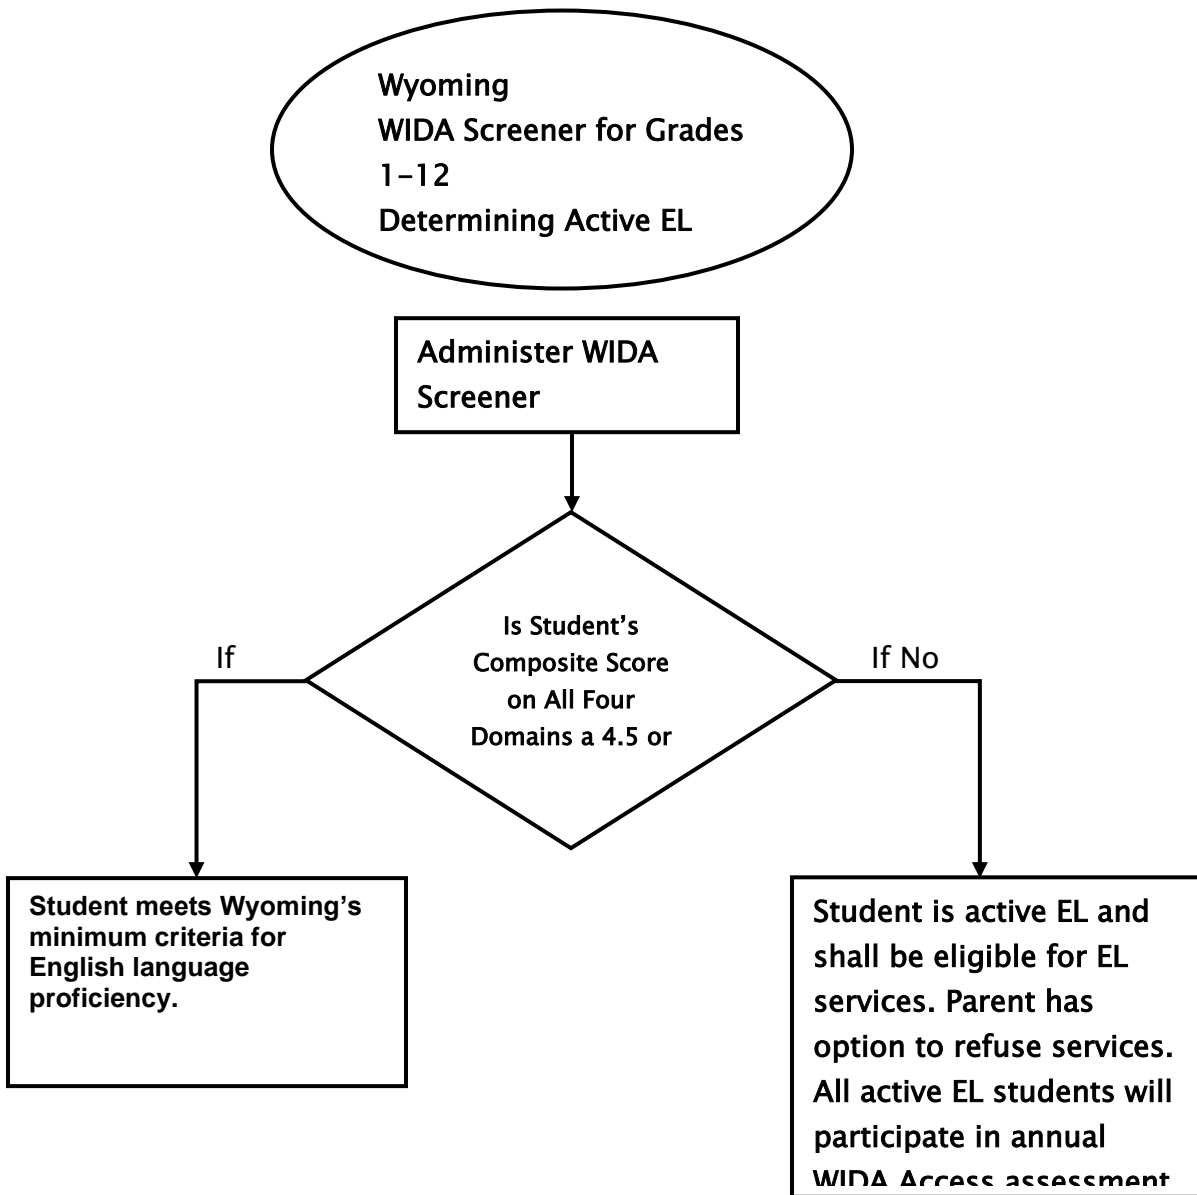 Wyoming
WIDA Screener for Grades
1–12
Determining Active EL
Administer WIDA
Screener
Is Student's
Composite Score
on All Four
Domains a 4.5 or
If
If No
Student meets Wyoming's
minimum criteria for
English language
proficiency.
Student is active EL and
shall be eligible for EL
services. Parent has
option to refuse services.
All active EL students will
participate in annual
WIDA Access assessment